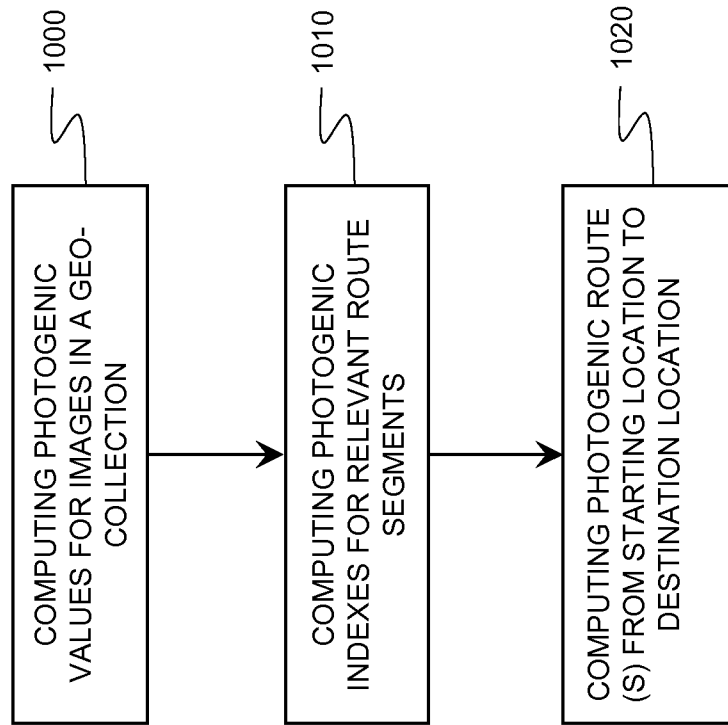 COMPUTING PHOTOGENIC
VALUES FOR IMAGES IN A GEO-
COLLECTION
1000
COMPUTING PHOTOGENIC
INDEXES FOR RELEVANT ROUTE
SEGMENTS
1010
COMPUTING PHOTOGENIC ROUTE
(S) FROM STARTING LOCATION TO
DESTINATION LOCATION
1020